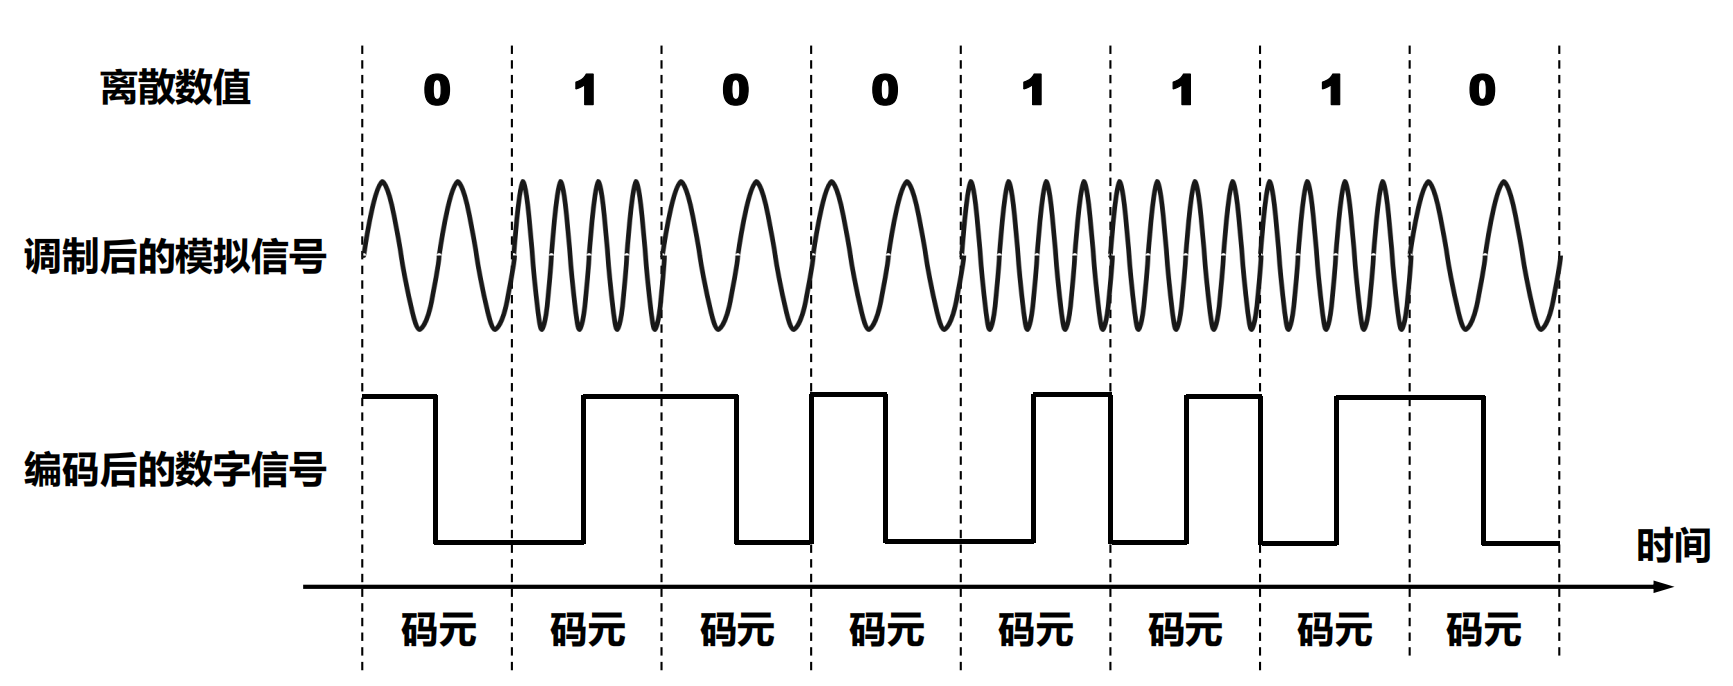 离散数值 0 1 0 0 1 1 1 0
调制后的模拟信号
编码后的数字信号
时间
码元 码元 码元 码元 码元 码元 码元 码元